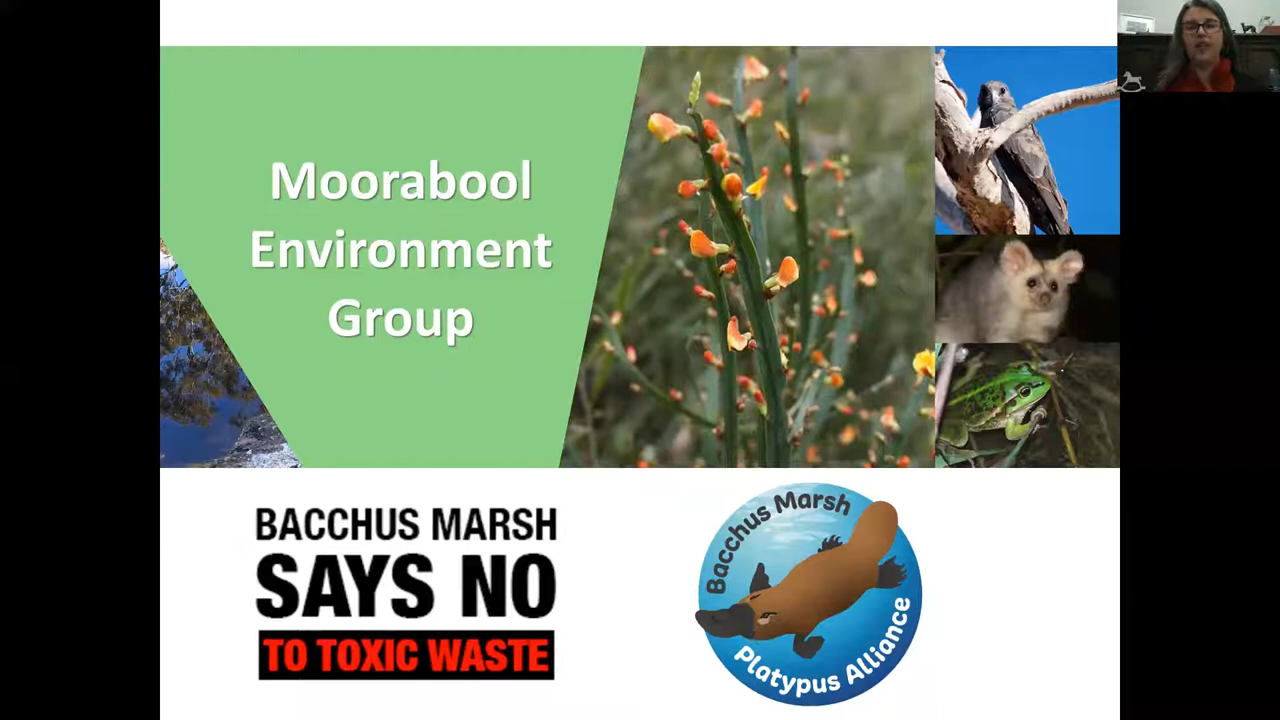 Moorabool
Environment
Group
BACCHUS MARSH
SAYS NO
TO TOXIC WASTE
Bacchus Marsh
Platypus Alliance